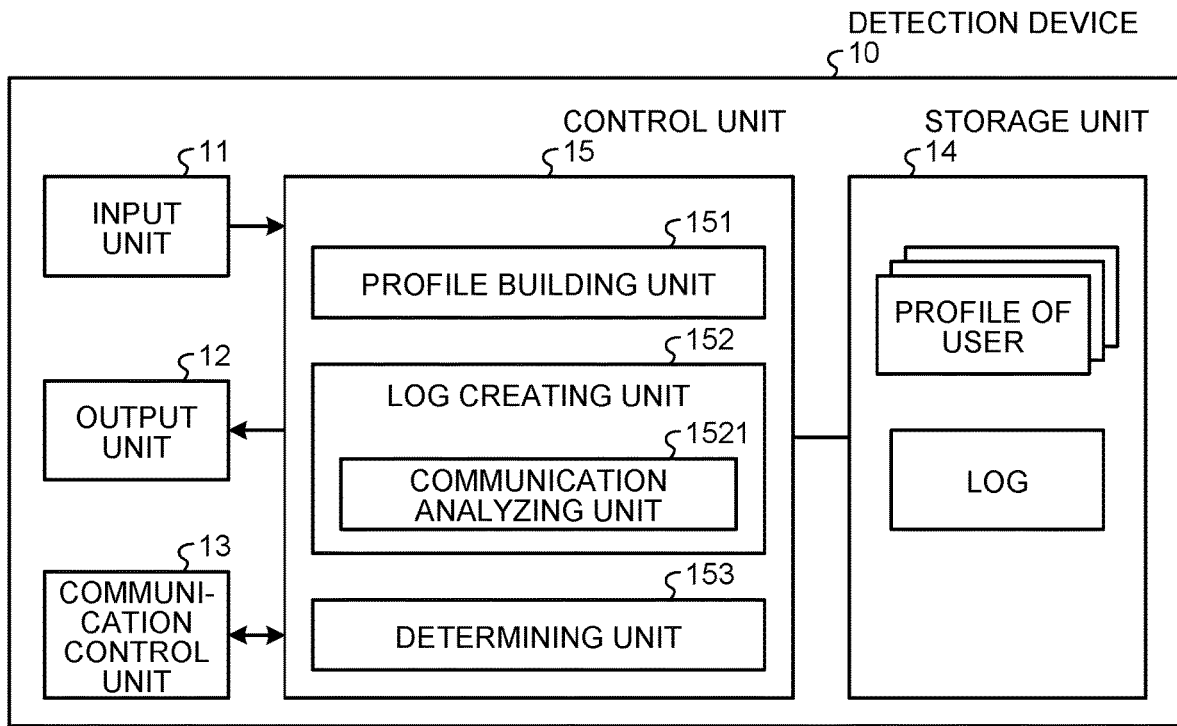 DETECTION DEVICE
10
CONTROL UNIT
15
STORAGE UNIT
14
11
INPUT
UNIT
12
OUTPUT
UNIT
13
COMMUNI-
CATION
CONTROL
UNIT
151
PROFILE BUILDING UNIT
152
LOG CREATING UNIT
1521
COMMUNICATION
ANALYZING UNIT
153
DETERMINING UNIT
PROFILE OF
USER
LOG